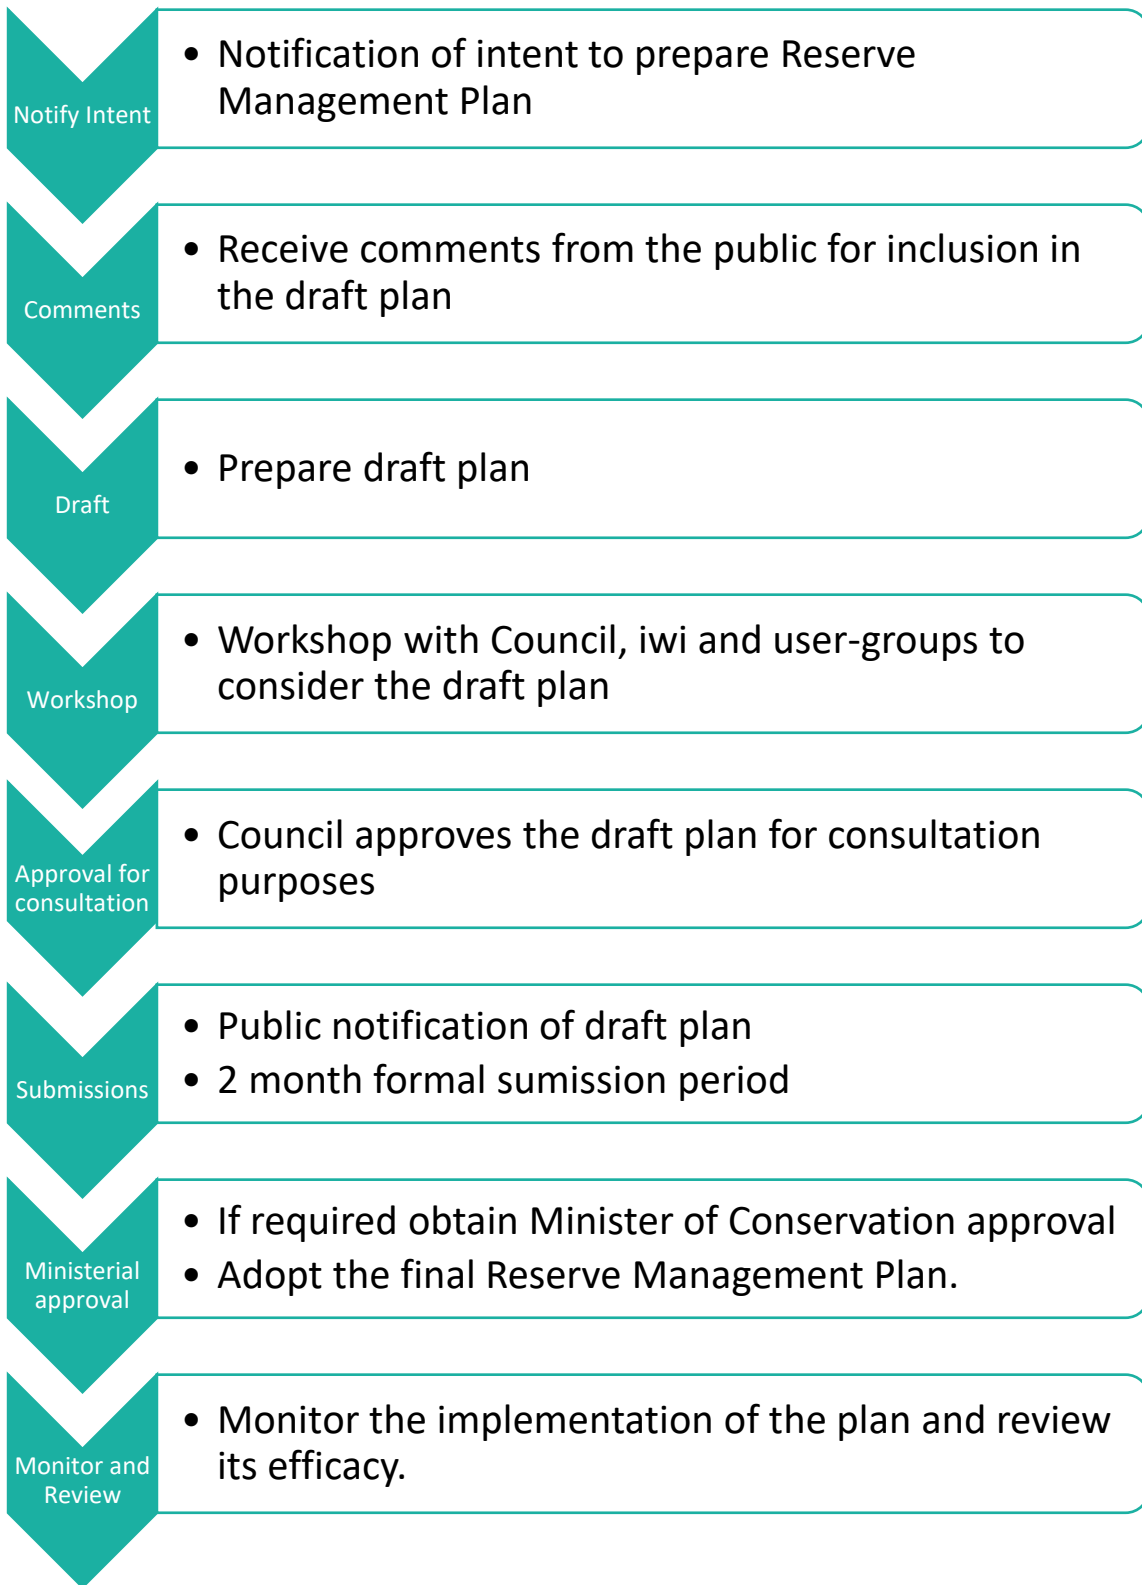 Notify Intent
• Notification of intent to prepare Reserve
Management Plan
Comments
• Receive comments from the public for inclusion in
the draft plan
Draft
• Prepare draft plan
Workshop
• Workshop with Council, iwi and user-groups to
consider the draft plan
Approval for
consultation
• Council approves the draft plan for consultation
purposes
Submissions
• Public notification of draft plan
• 2 month formal sumission period
Ministerial
approval
• If required obtain Minister of Conservation approval
• Adopt the final Reserve Management Plan.
Monitor and
Review
• Monitor the implementation of the plan and review
its efficacy.